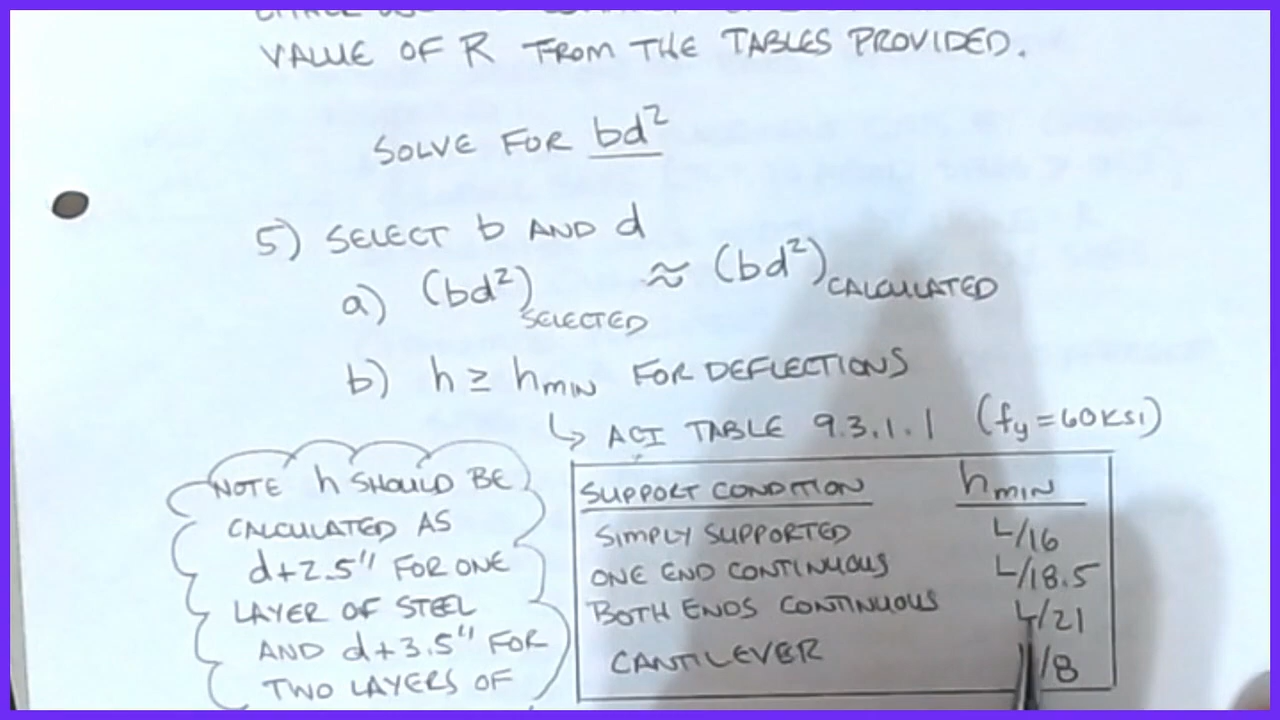 VALUE OF R FROM THE TABLES PROVIDED.
SOLVE FOR bd²
5) SELECT b AND d
a) (bd²)SELECTED ≈ (bd²)CALCULATED
b) h ≥ hMIN FOR DEFLECTIONS
↳ ACI TABLE 9.3.1.1 (fy = 60KSI)
NOTE h SHOULD BE
CALCULATED AS
d+2.5" FOR ONE
LAYER OF STEEL
AND d+3.5" FOR
TWO LAYERS OF
SUPPORT CONDITION hMIN
SIMPLY SUPPORTED L/16
ONE END CONTINUOUS L/18.5
BOTH ENDS CONTINUOUS L/21
CANTILEVER /8